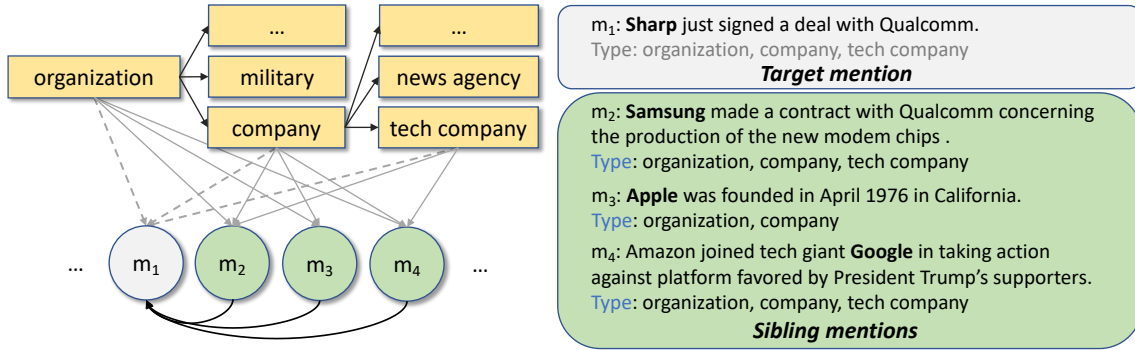 ...
...
organization
military
news agency
company
tech company
...
m1
m2
m3
m4
...
m1: Sharp just signed a deal with Qualcomm.
Type: organization, company, tech company
Target mention
m2: Samsung made a contract with Qualcomm concerning
the production of the new modem chips .
Type: organization, company, tech company
m3: Apple was founded in April 1976 in California.
Type: organization, company
m4: Amazon joined tech giant Google in taking action
against platform favored by President Trump's supporters.
Type: organization, company, tech company
Sibling mentions